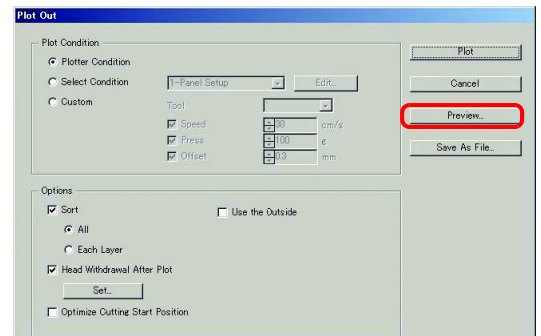 Plot Out
Plot Condition
Plotter Condition
Select Condition
1-Panel Setup
Edit...
Custom
Tool
Speed
30
cm/s
Press
100
g
Offset
0.3
mm
Plot
Cancel
Preview...
Save As File...
Options
Sort
Use the Outside
All
Each Layer
Head Withdrawal After Plot
Set...
Optimize Cutting Start Position